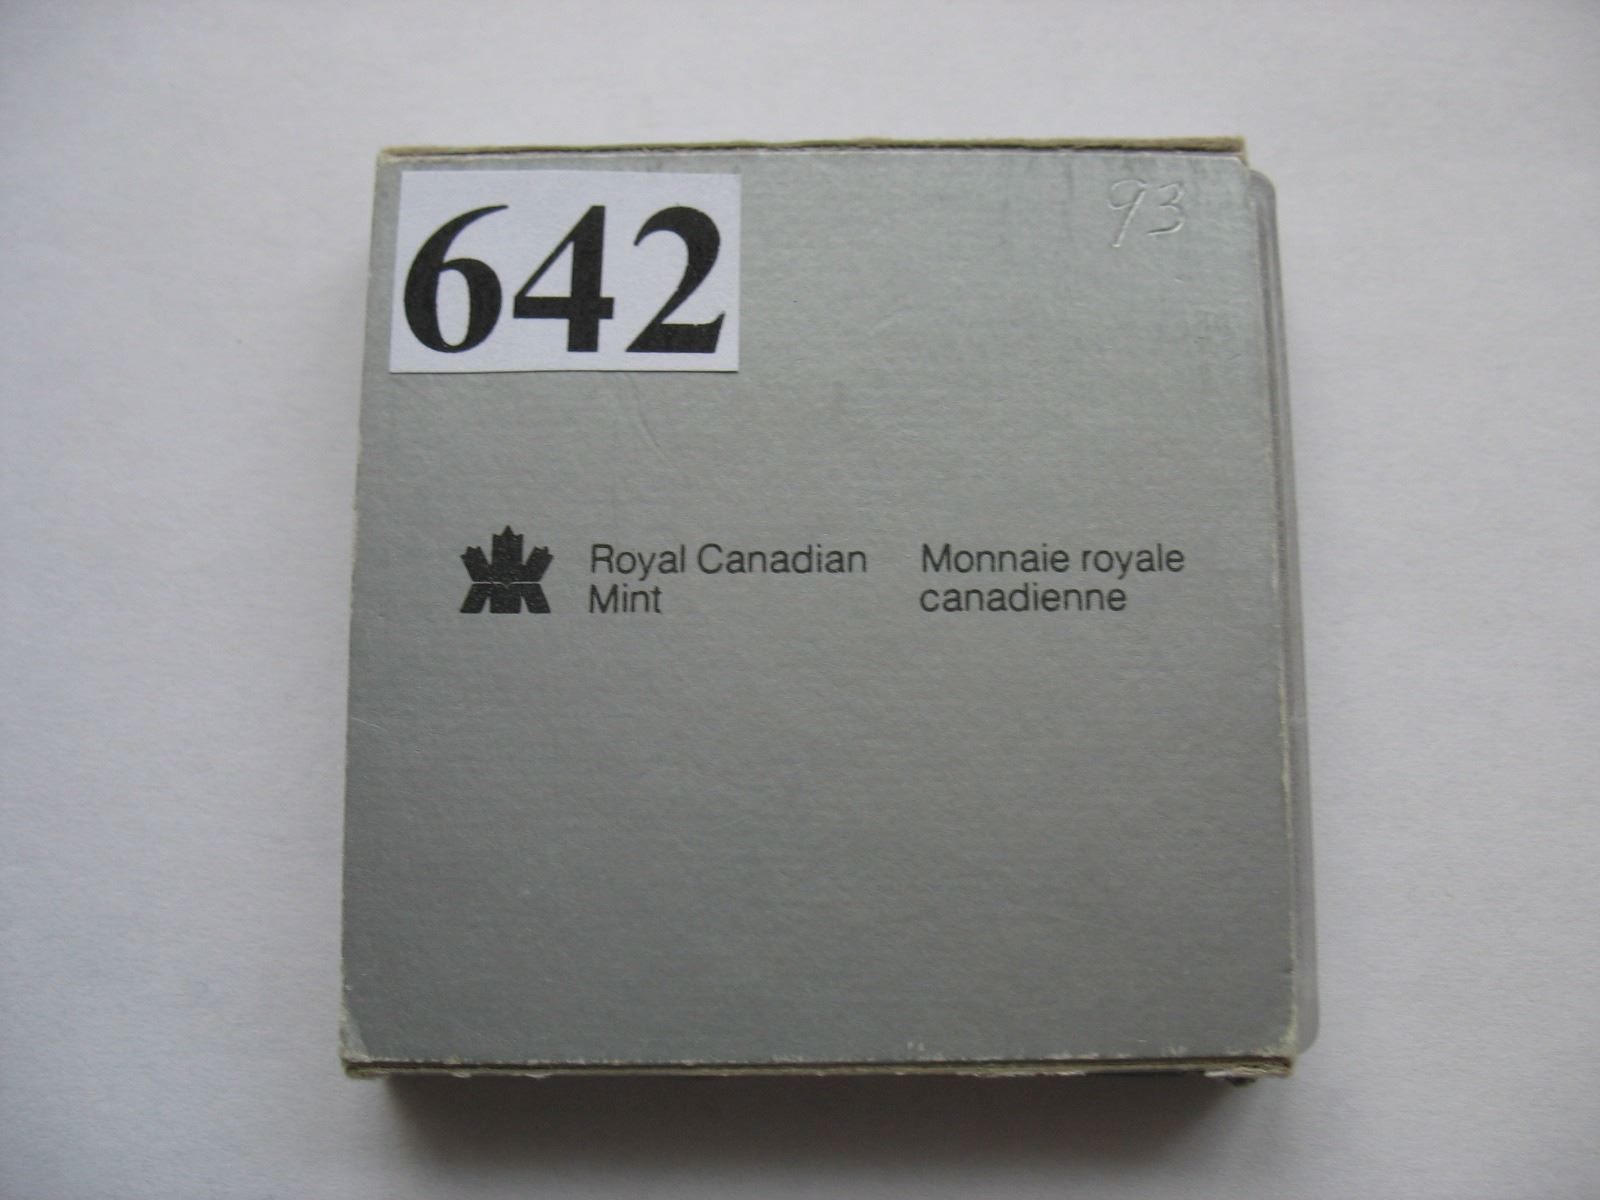 642
93
Royal Canadian
Mint
Monnaie royale
canadienne